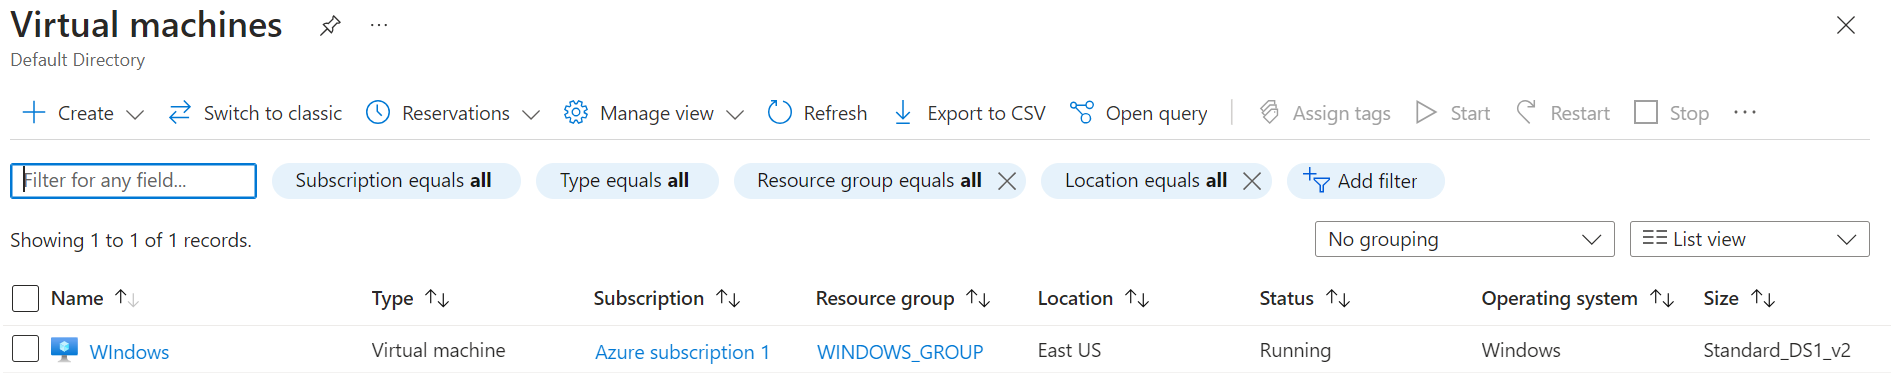 Virtual machines
Default Directory
Create Switch to classic Reservations Manage view Refresh Export to CSV Open query Assign tags Start Restart Stop
Filter for any field... Subscription equals all Type equals all Resource group equals all Location equals all Add filter
Showing 1 to 1 of 1 records. No grouping List view
Name Type Subscription Resource group Location Status Operating system Size
WIndows Virtual machine Azure subscription 1 WINDOWS_GROUP East US Running Windows Standard_DS1_v2